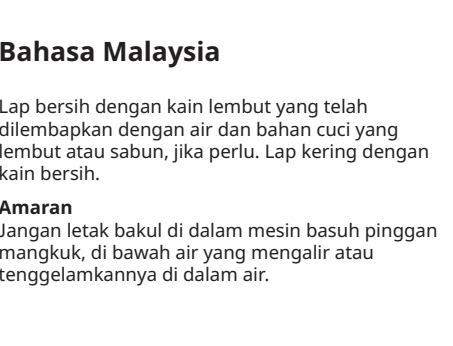 Bahasa Malaysia
Lap bersih dengan kain lembut yang telah
dilembapkan dengan air dan bahan cuci yang
lembut atau sabun, jika perlu. Lap kering dengan
kain bersih.
Amaran
Jangan letak bakul di dalam mesin basuh pinggan
mangkuk, di bawah air yang mengalir atau
tenggelamkannya di dalam air.